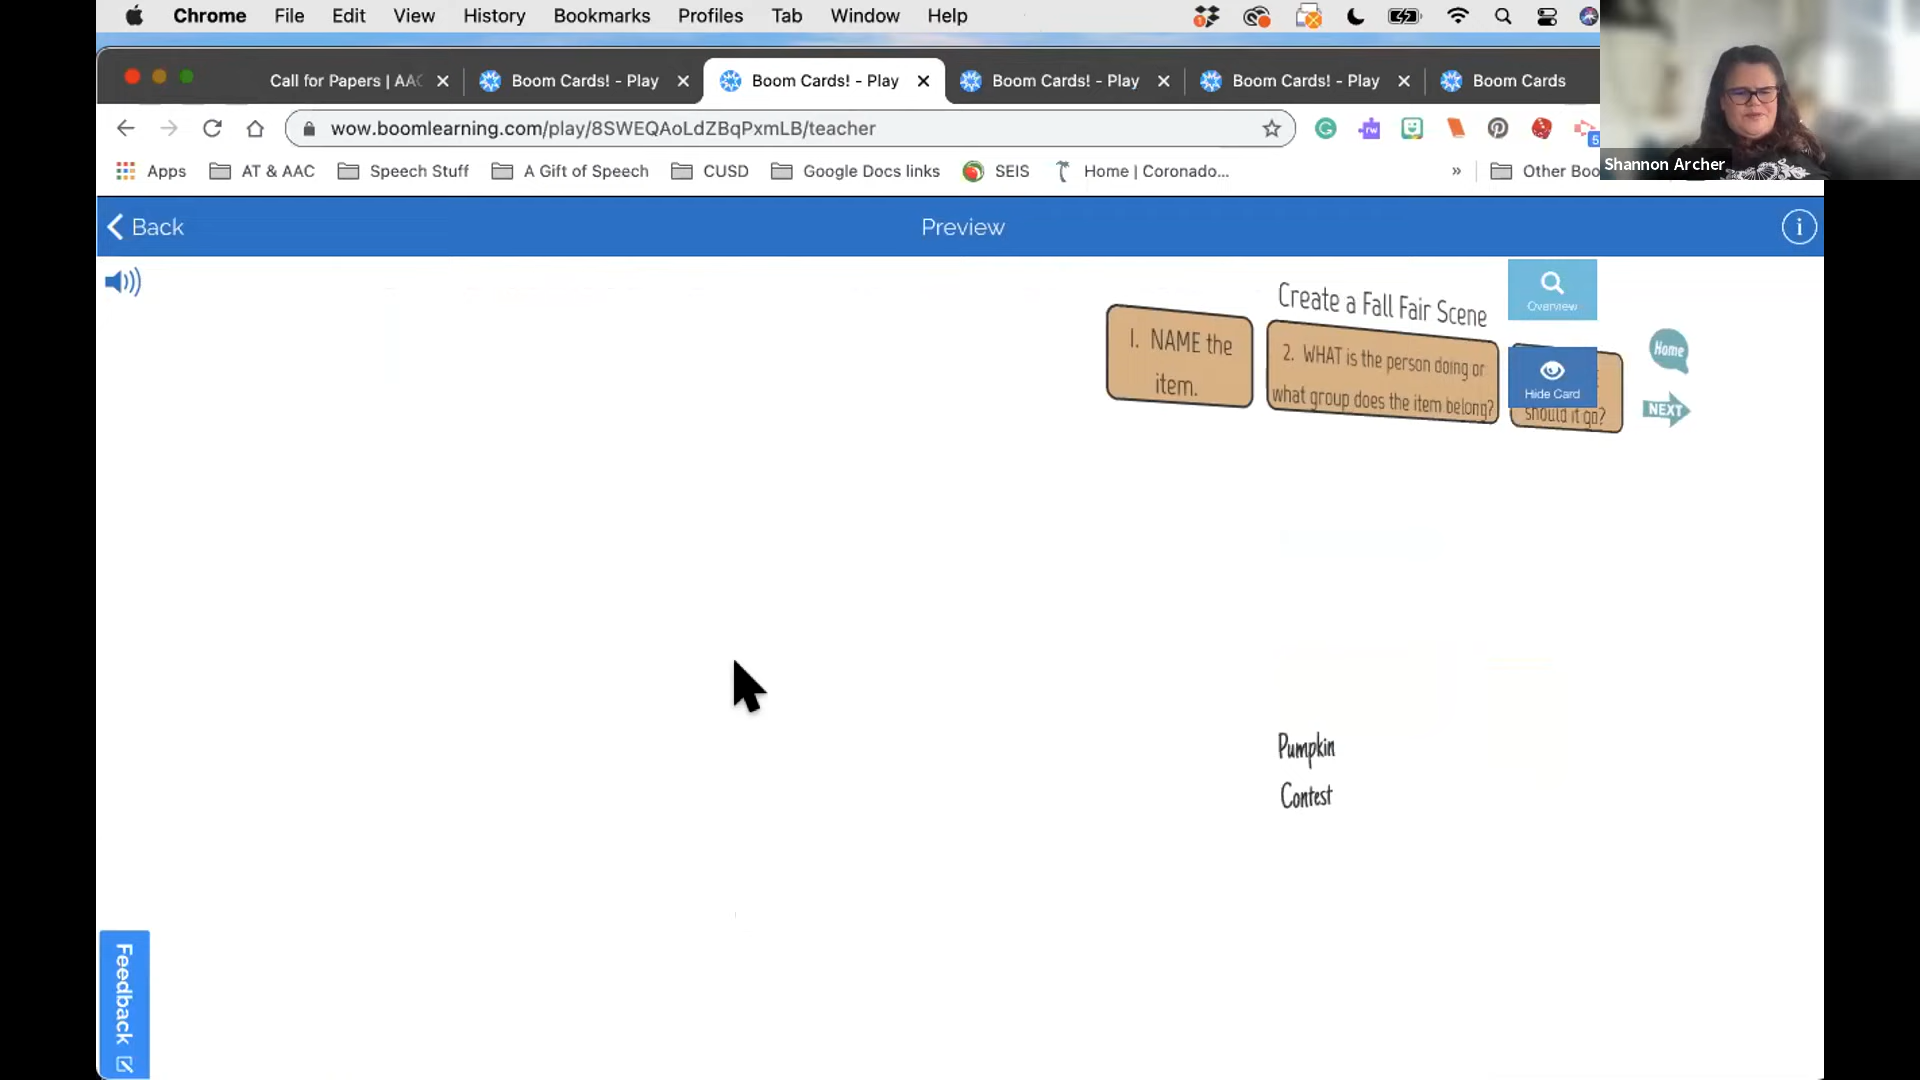 Chrome File Edit View History Bookmarks Profiles Tab Window Help
Call for Papers | AAC
Boom Cards! - Play
Boom Cards! - Play
Boom Cards! - Play
Boom Cards! - Play
Boom Cards
wow.boomlearning.com/play/8SWEQAoLdZBqPxmLB/teacher
rw
5
Apps
AT & AAC
Speech Stuff
A Gift of Speech
CUSD
Google Docs links
SEIS
Home | Coronado...
»
Other Boo
Shannon Archer
Back
Preview
i
Create a Fall Fair Scene
Overview
1. NAME the
item.
2. WHAT is the person doing or
what group does the item belong?
Hide Card
should it go?
Home
NEXT
Pumpkin
Contest
Feedback